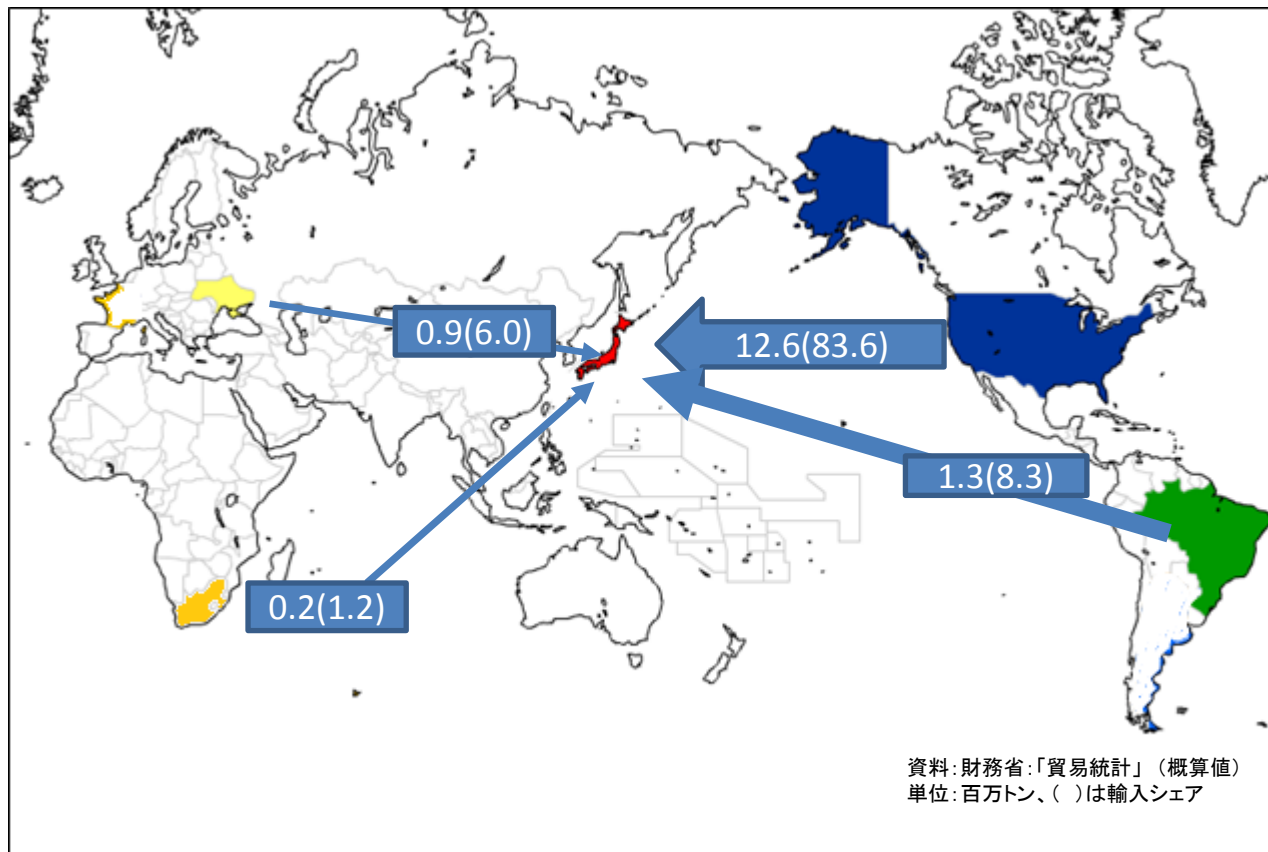 0.9(6.0)
12.6(83.6)
1.3(8.3)
0.2(1.2)
資料:財務省:「貿易統計」 (概算値)
単位:百万トン、( )は輸入シェア